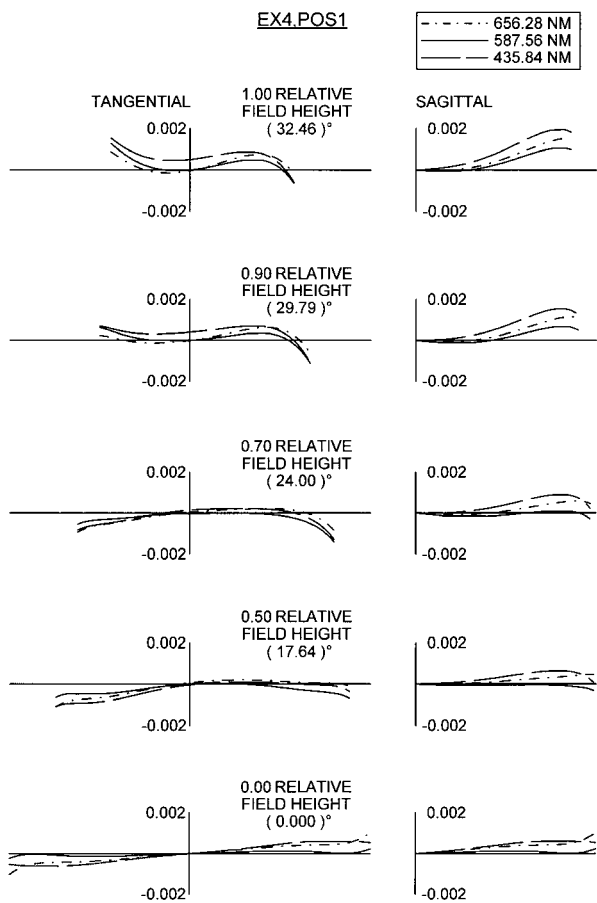 EX4,POS1
656.28 NM
587.56 NM
435.84 NM
TANGENTIAL
1.00 RELATIVE
FIELD HEIGHT
( 32.46 )°
SAGITTAL
0.002
0.002
-0.002
-0.002
0.90 RELATIVE
FIELD HEIGHT
( 29.79 )°
0.002
0.002
-0.002
-0.002
0.70 RELATIVE
FIELD HEIGHT
( 24.00 )°
0.002
0.002
-0.002
-0.002
0.50 RELATIVE
FIELD HEIGHT
( 17.64 )°
0.002
0.002
-0.002
-0.002
0.00 RELATIVE
FIELD HEIGHT
( 0.000 )°
0.002
0.002
-0.002
-0.002